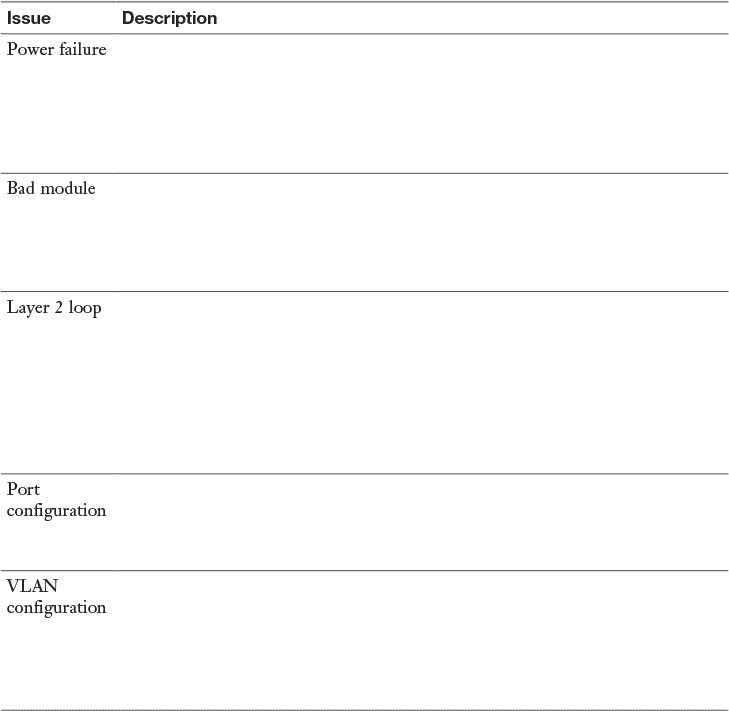 Issue Description
Power failure
Bad module
Layer 2 loop
Port
configuration
VLAN
configuration